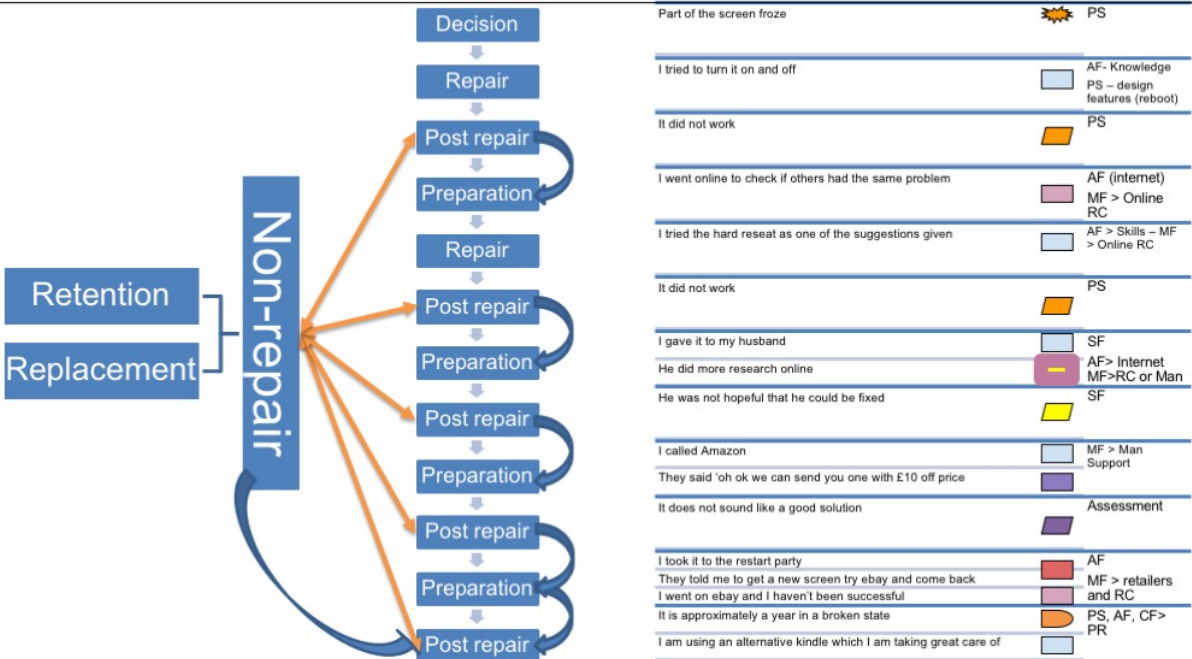 Decision
Repair
Post repair
Preparation
Repair
Post repair
Preparation
Post repair
Preparation
Post repair
Preparation
Post repair
Non-repair
Retention
Replacement
Part of the screen froze
PS
I tried to turn it on and off
AF- Knowledge
PS – design
features (reboot)
It did not work
PS
I went online to check if others had the same problem
AF (internet)
MF > Online
RC
I tried the hard reseat as one of the suggestions given
AF > Skills – MF
> Online RC
It did not work
PS
I gave it to my husband
SF
He did more research online
AF> Internet
MF>RC or Man
He was not hopeful that he could be fixed
SF
I called Amazon
MF > Man
Support
They said ‘oh ok we can send you one with £10 off price
It does not sound like a good solution
Assessment
I took it to the restart party
AF
They told me to get a new screen try ebay and come back
MF > retailers
and RC
I went on ebay and I haven't been successful
It is approximately a year in a broken state
PS, AF, CF>
PR
I am using an alternative kindle which I am taking great care of